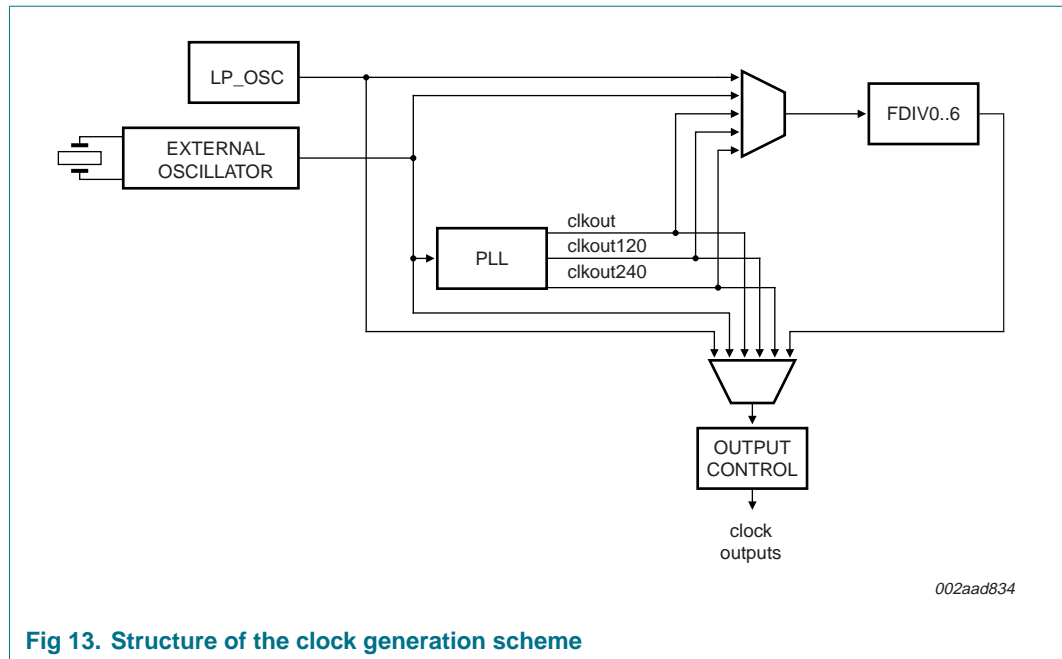 LP_OSC
EXTERNAL
OSCILLATOR
FDIV0..6
PLL
clkout
clkout120
clkout240
OUTPUT
CONTROL
clock
outputs
002aad834
Fig 13. Structure of the clock generation scheme